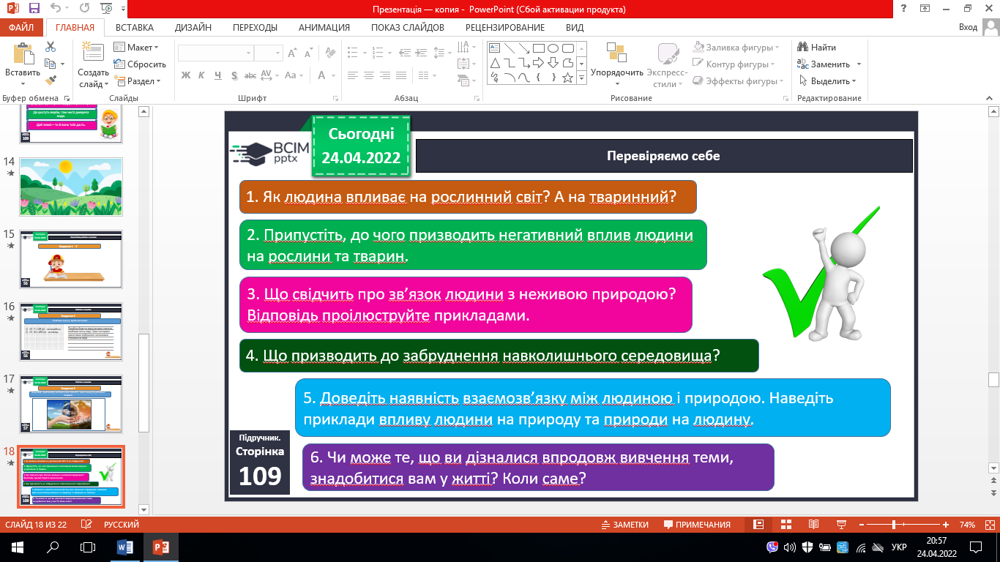 Презентація — копия - PowerPoint (Сбой активации продукта)
ФАЙЛ ГЛАВНАЯ ВСТАВКА ДИЗАЙН ПЕРЕХОДЫ АНИМАЦИЯ ПОКАЗ СЛАЙДОВ РЕЦЕНЗИРОВАНИЕ ВИД Вход
Вставить
Создать слайд
Макет
Сбросить
Раздел
Ж К Ч S abc AV Aa A
Упорядочить
Экспресс-стили
Заливка фигуры
Контур фигуры
Эффекты фигуры
Найти
Заменить
Выделить
Буфер обмена Слайды Шрифт Абзац Рисование Редактирование
14
15
16
17
18
Сьогодні
24.04.2022
BCIM
pptx
Перевіряємо себе
1. Як людина впливає на рослинний світ? А на тваринний?
2. Припустіть, до чого призводить негативний вплив людини
на рослини та тварин.
3. Що свідчить про зв’язок людини з неживою природою?
Відповідь проілюструйте прикладами.
4. Що призводить до забруднення навколишнього середовища?
5. Доведіть наявність взаємозв’язку між людиною і природою. Наведіть
приклади впливу людини на природу та природи на людину.
6. Чи може те, що ви дізналися впродовж вивчення теми,
знадобитися вам у житті? Коли саме?
Підручник.
Сторінка
109
СЛАЙД 18 ИЗ 22 РУССКИЙ ЗАМЕТКИ ПРИМЕЧАНИЯ 74%
УКР
20:57
24.04.2022